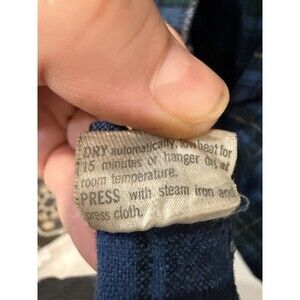 DRY automatically, low heat for
15 minutes or hanger dry at
room temperature.
PRESS with steam iron and
press cloth.